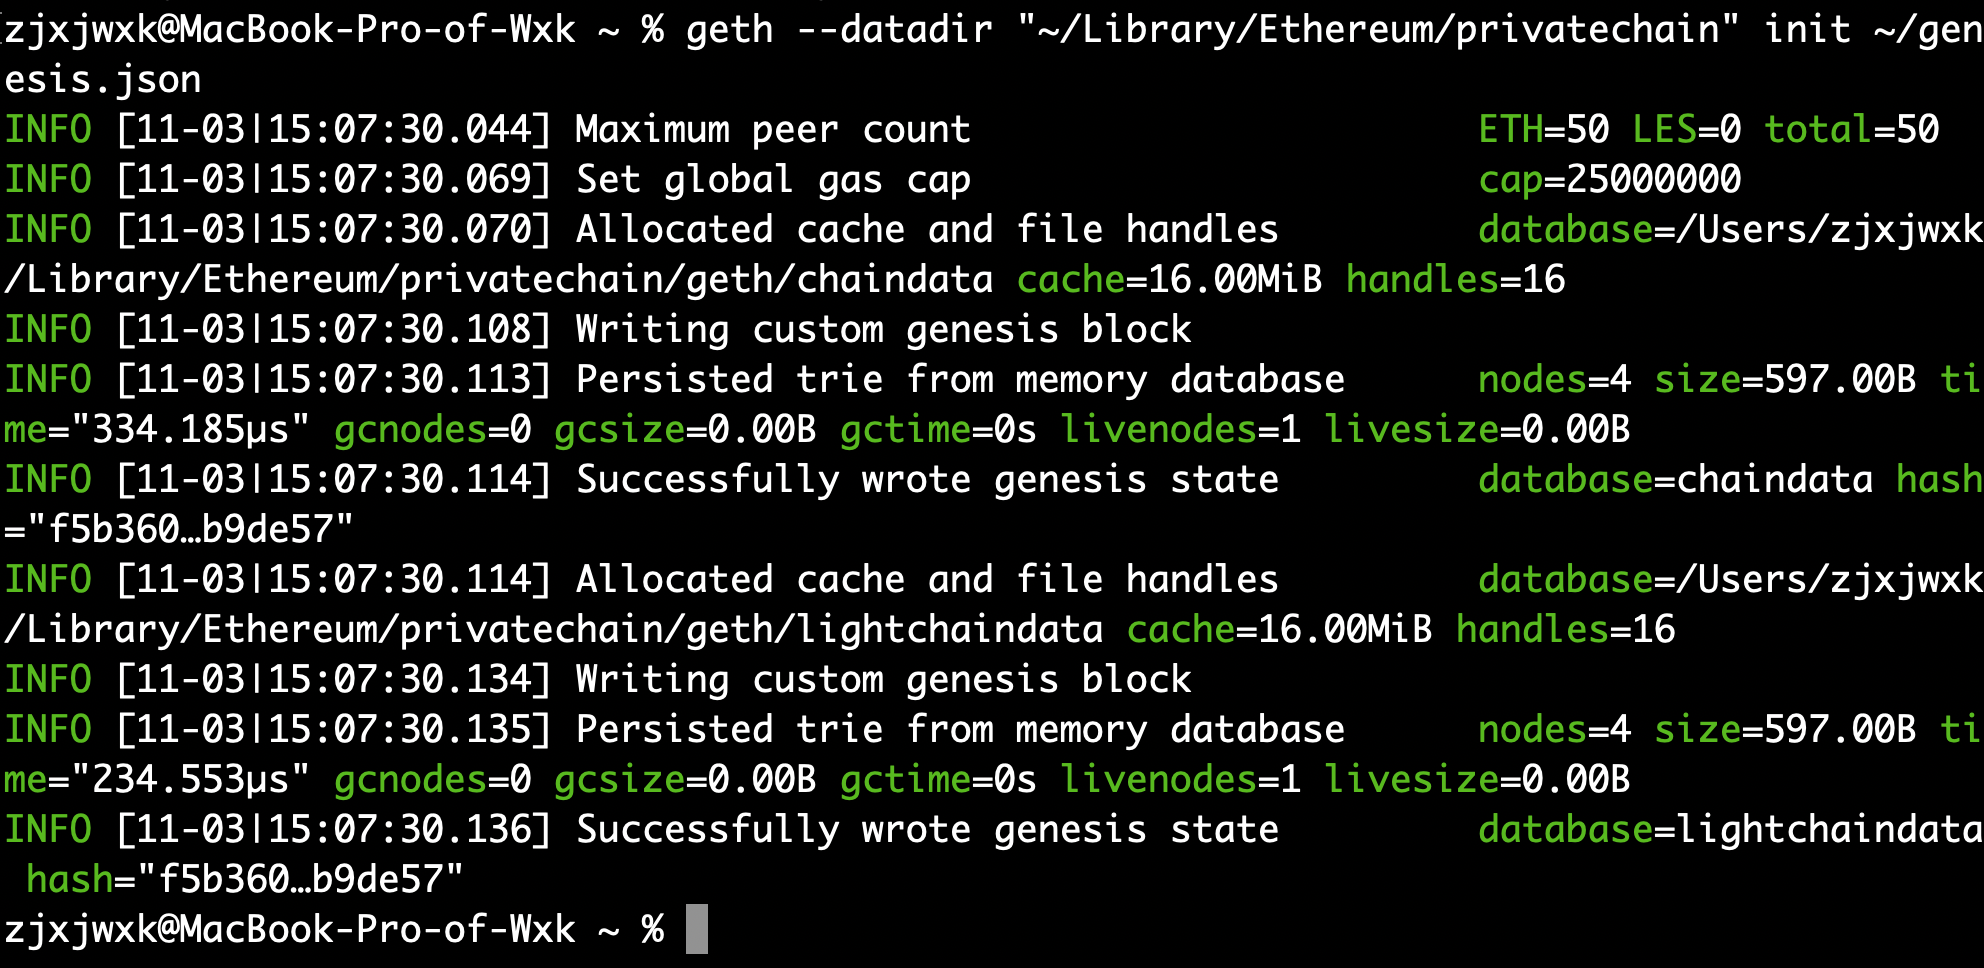 zjxjwxk@MacBook-Pro-of-Wxk ~ % geth --datadir "~/Library/Ethereum/privatechain" init ~/gen
esis.json
INFO [11-03|15:07:30.044] Maximum peer count                       ETH=50 LES=0 total=50
INFO [11-03|15:07:30.069] Set global gas cap                       cap=25000000
INFO [11-03|15:07:30.070] Allocated cache and file handles         database=/Users/zjxjwxk
/Library/Ethereum/privatechain/geth/chaindata cache=16.00MiB handles=16
INFO [11-03|15:07:30.108] Writing custom genesis block
INFO [11-03|15:07:30.113] Persisted trie from memory database      nodes=4 size=597.00B ti
me="334.185µs" gcnodes=0 gcsize=0.00B gctime=0s livenodes=1 livesize=0.00B
INFO [11-03|15:07:30.114] Successfully wrote genesis state         database=chaindata hash
="f5b360…b9de57"
INFO [11-03|15:07:30.114] Allocated cache and file handles         database=/Users/zjxjwxk
/Library/Ethereum/privatechain/geth/lightchaindata cache=16.00MiB handles=16
INFO [11-03|15:07:30.134] Writing custom genesis block
INFO [11-03|15:07:30.135] Persisted trie from memory database      nodes=4 size=597.00B ti
me="234.553µs" gcnodes=0 gcsize=0.00B gctime=0s livenodes=1 livesize=0.00B
INFO [11-03|15:07:30.136] Successfully wrote genesis state         database=lightchaindata
 hash="f5b360…b9de57"
zjxjwxk@MacBook-Pro-of-Wxk ~ %